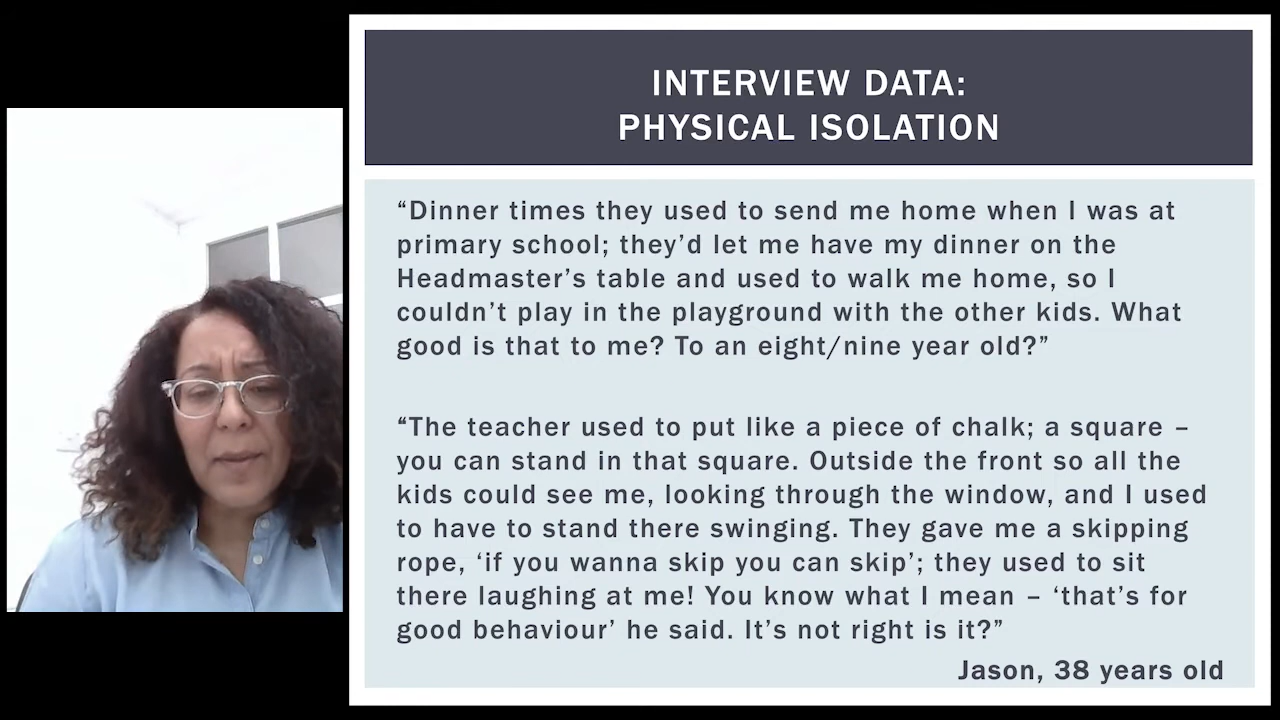 INTERVIEW DATA:
PHYSICAL ISOLATION
“Dinner times they used to send me home when I was at
primary school; they’d let me have my dinner on the
Headmaster’s table and used to walk me home, so I
couldn’t play in the playground with the other kids. What
good is that to me? To an eight/nine year old?”
“The teacher used to put like a piece of chalk; a square –
you can stand in that square. Outside the front so all the
kids could see me, looking through the window, and I used
to have to stand there swinging. They gave me a skipping
rope, ‘if you wanna skip you can skip’; they used to sit
there laughing at me! You know what I mean – ‘that’s for
good behaviour’ he said. It’s not right is it?”
Jason, 38 years old